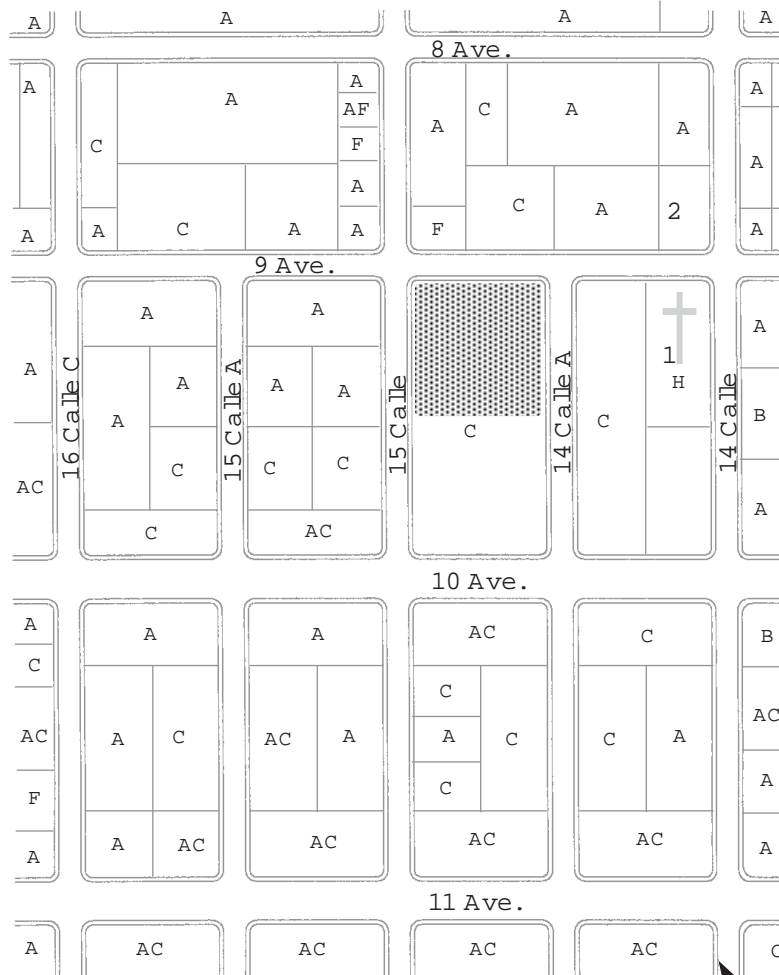 A A A A
8 Ave.
A A A AF F A A C A C A
A C A A F C A 2 A A A
9 Ave.
A AC
16 Calle C
A A A C C
15 Calle A
A A A C C AC
15 Calle
C
14 Calle A
C 1 H
14 Calle
A B A
10 Ave.
A C AC F A
A A C A AC
A AC A AC
AC C A C C AC
C C A AC
B AC A A
11 Ave.
A AC AC AC AC